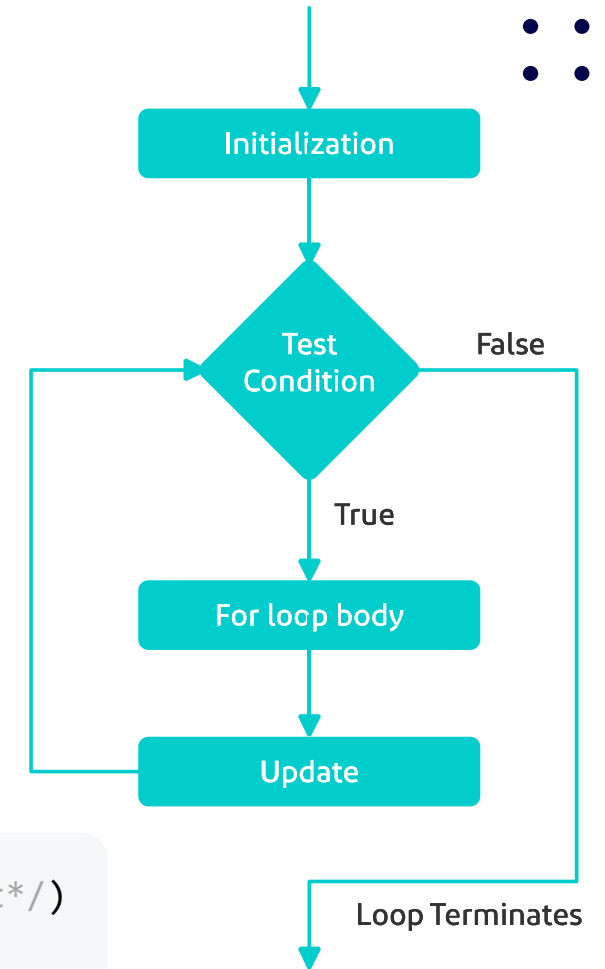 Initialization
Test
Condition
False
True
For loop body
Update
*/)
Loop Terminates